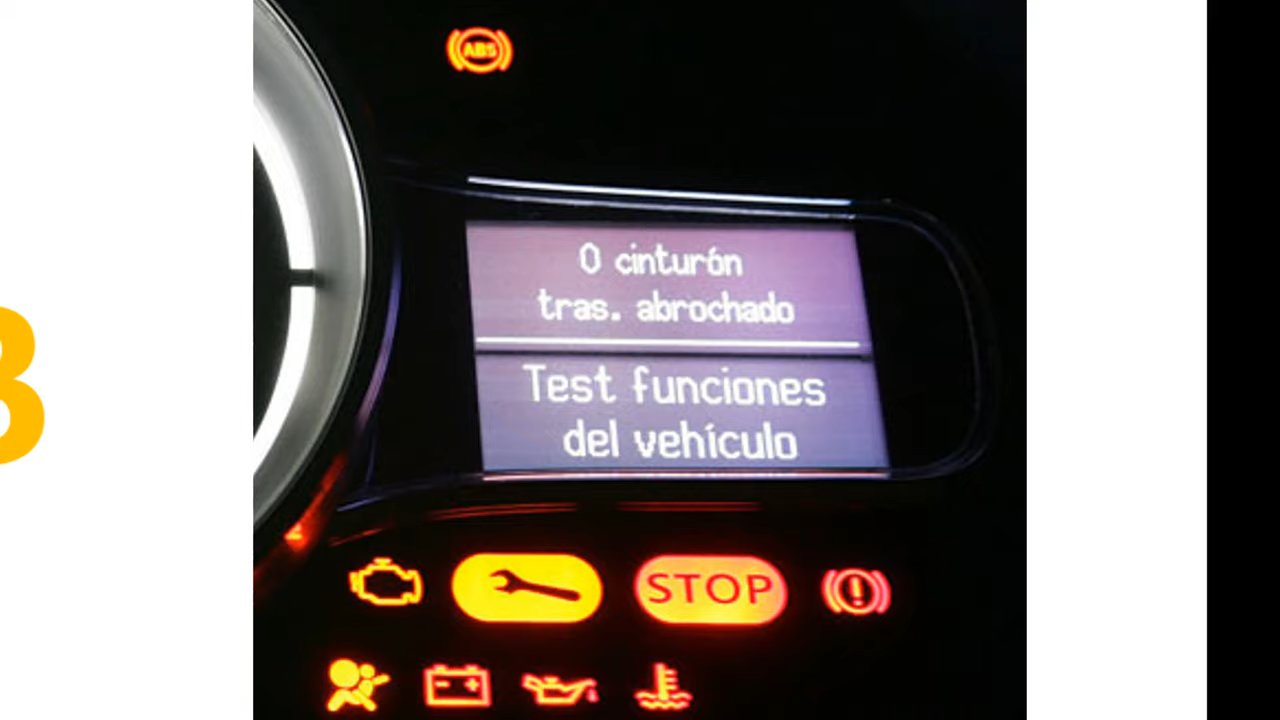 ABS
0 cinturón
tras. abrochado
Test funciones
del vehículo
STOP